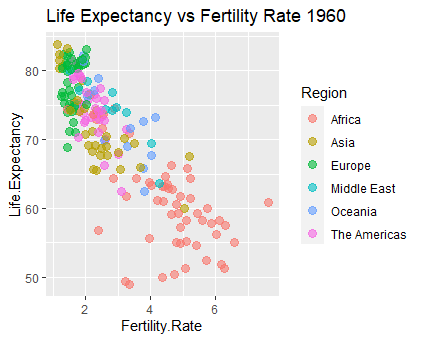 Life Expectancy vs Fertility Rate 1960
80
70
60
50
Life.Expectancy
2
4
6
Fertility.Rate
Region
Africa
Asia
Europe
Middle East
Oceania
The Americas